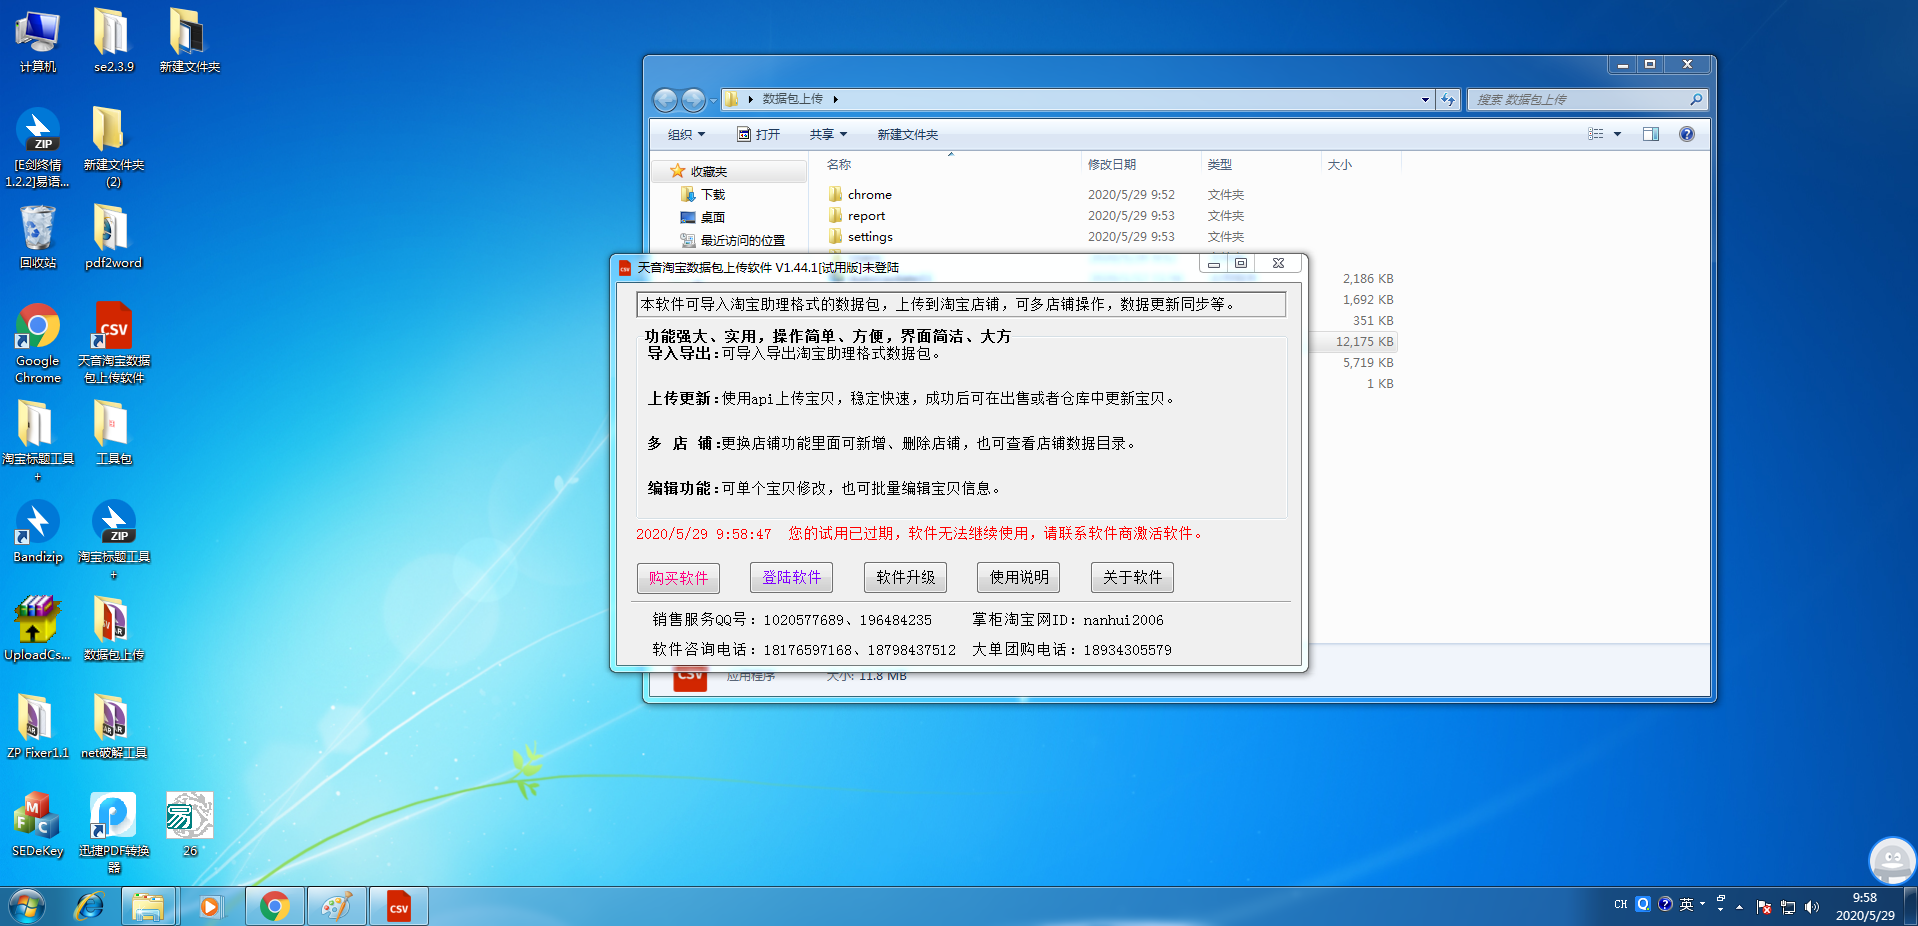 计算机
se2.3.9
新建文件夹
ZIP
[E剑终情
1.2.2]易语...
新建文件夹
(2)
回收站
pdf2word
Google
Chrome
CSV
天音淘宝数据
包上传软件
淘宝标题工具
+
工具包
Bandizip
ZIP
淘宝标题工具
+
UploadCs...
数据包上传
ZP Fixer1.1
net破解工具
SEDeKey
迅捷PDF转换
器
26
数据包上传
搜索 数据包上传
组织
打开
共享
新建文件夹
名称
修改日期
类型
大小
收藏夹
下载
桌面
最近访问的位置
chrome
2020/5/29 9:52
文件夹
report
2020/5/29 9:53
文件夹
settings
2020/5/29 9:53
文件夹
2,186 KB
1,692 KB
351 KB
12,175 KB
5,719 KB
1 KB
天音淘宝数据包上传软件 V1.44.1[试用版]未登陆
本软件可导入淘宝助理格式的数据包，上传到淘宝店铺，可多店铺操作，数据更新同步等。
功能强大、实用，操作简单、方便，界面简洁、大方
导入导出:可导入导出淘宝助理格式数据包。
上传更新:使用api上传宝贝，稳定快速，成功后可在出售或者仓库中更新宝贝。
多 店 铺:更换店铺功能里面可新增、删除店铺，也可查看店铺数据目录。
编辑功能:可单个宝贝修改，也可批量编辑宝贝信息。
2020/5/29 9:58:47 您的试用已过期，软件无法继续使用，请联系软件商激活软件。
购买软件
登陆软件
软件升级
使用说明
关于软件
销售服务QQ号：1020577689、196484235 掌柜淘宝网ID：nanhui2006
软件咨询电话：18176597168、18798437512 大单团购电话：18934305579
CSV
应用程序
大小: 11.8 MB
CSV
CH
英
9:58
2020/5/29